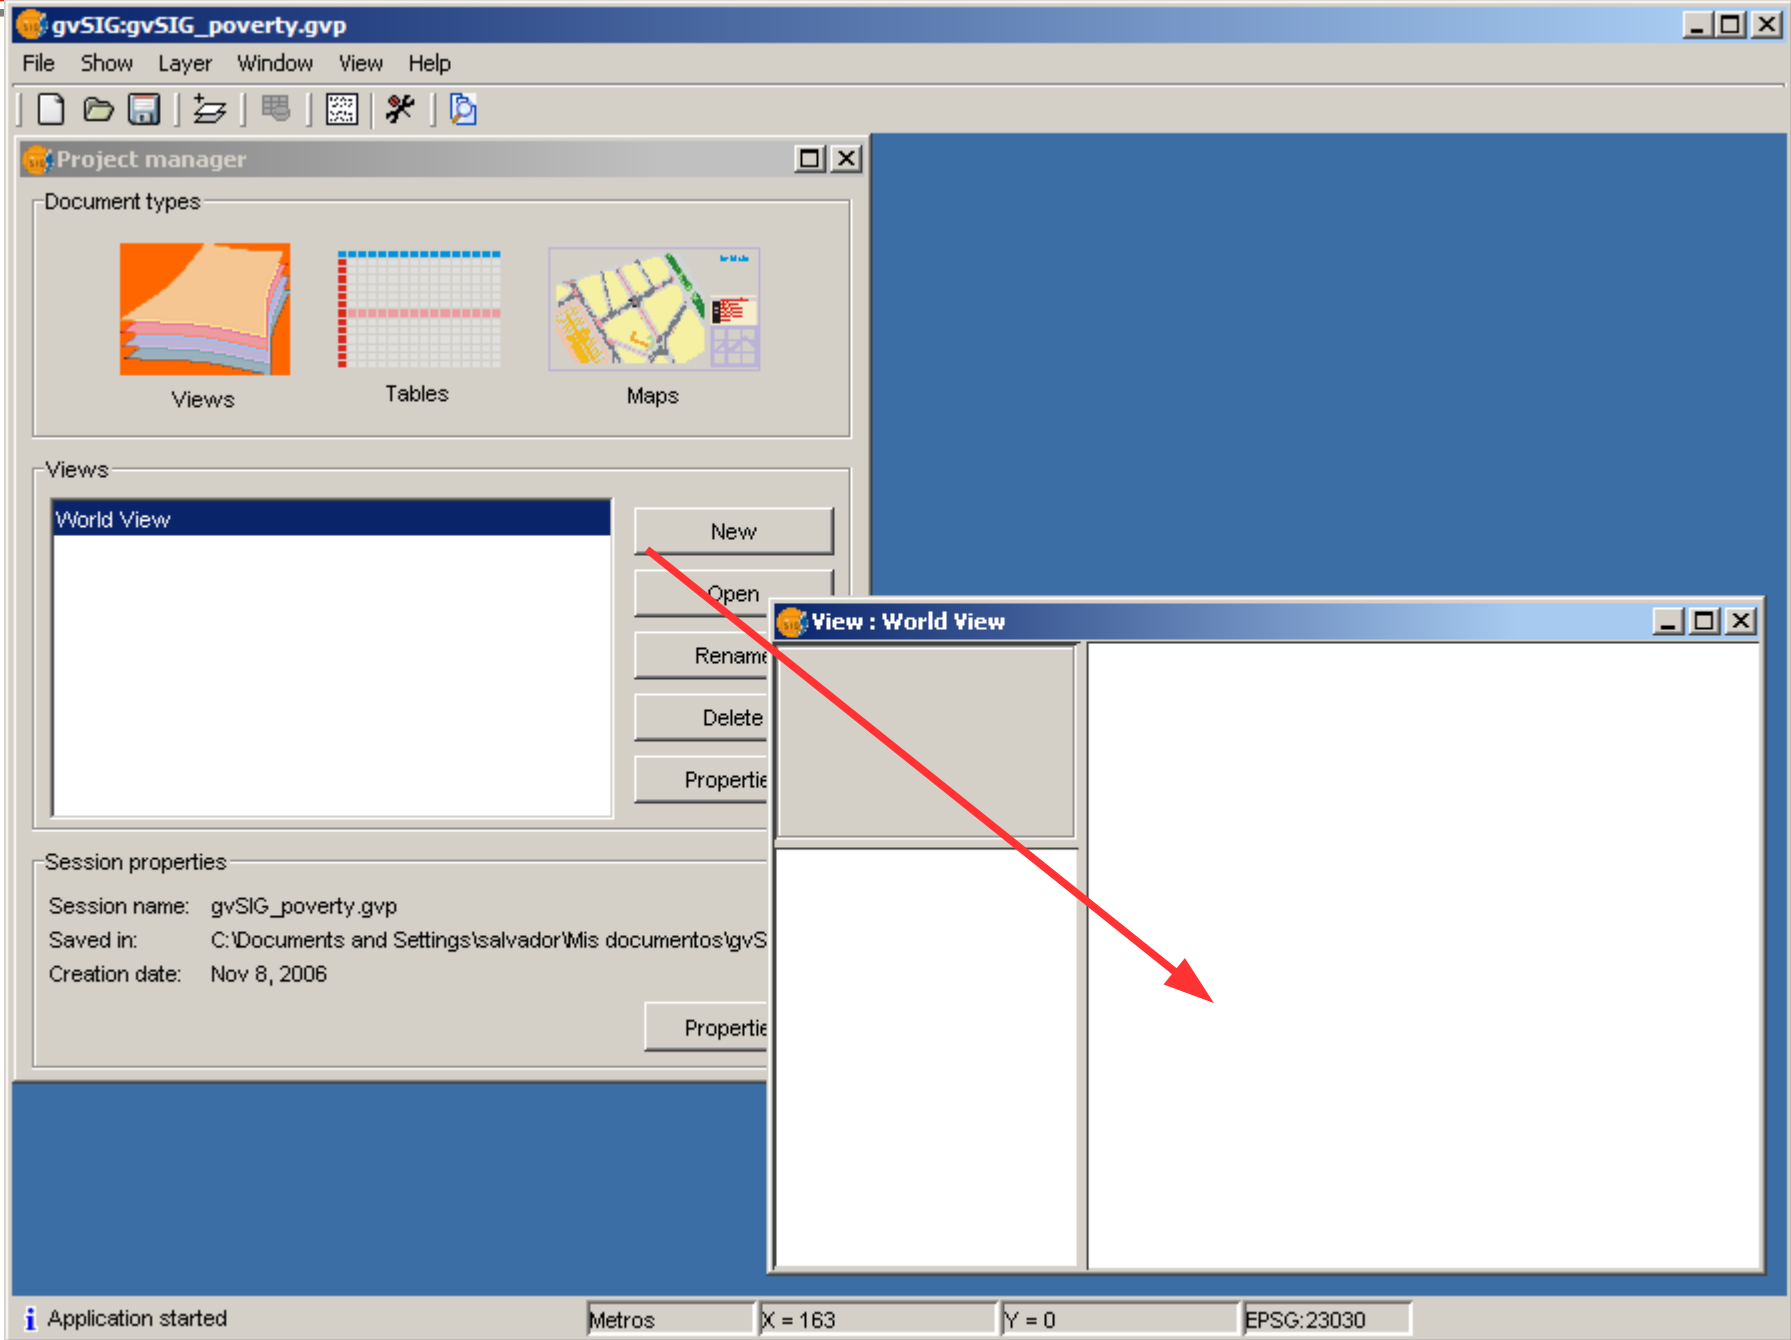 gvSIG:gvSIG_poverty.gvp
File Show Layer Window View Help
Project manager
Document types
Views
Tables
Maps
Views
World View
New
Open
Rename
Delete
Propertie
Session properties
Session name: gvSIG_poverty.gvp
Saved in: C:\Documents and Settings\salvador\Mis documentos\gvS
Creation date: Nov 8, 2006
Propertie
View : World View
Application started
Metros
X = 163
Y = 0
EPSG:23030